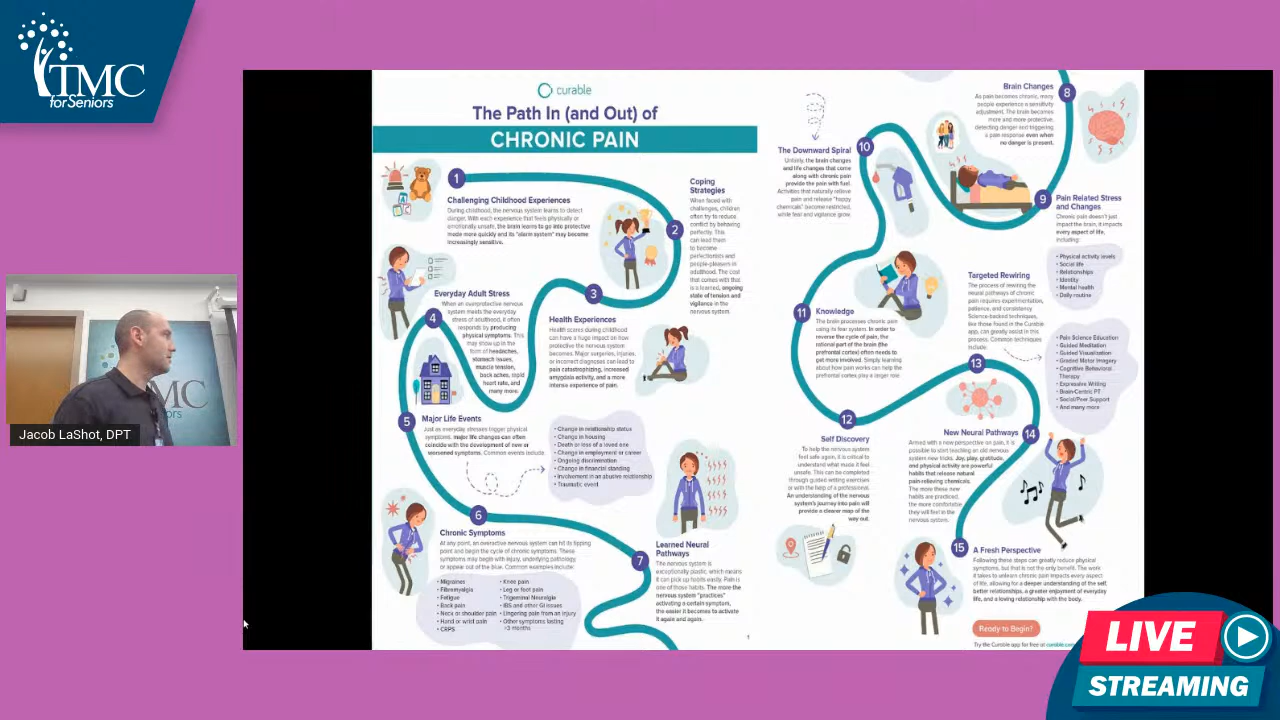 TMC
for Seniors
Jacob LaShot, DPT
curable
The Path In (and Out) of
CHRONIC PAIN
1
Challenging Childhood Experiences
During childhood, the nervous system learns to detect
danger. With each experience that feels physically or
emotionally unsafe, the brain learns to go into protective
mode more quickly and its "alarm system" may become
increasingly sensitive.
2
Coping
Strategies
When faced with
challenges, children
often try to reduce
conflict by behaving
perfectly. This
can lead them
to become
perfectionists and
people-pleasers in
adulthood. The cost
that comes with that
is a learned, ongoing
state of tension and
vigilance in the
nervous system.
3
Health Experiences
Health scares during childhood
can have a huge impact on how
protective the nervous system
becomes. Major surgeries, injuries,
or incorrect diagnoses can lead to
pain catastrophizing, increased
amygdala activity, and a more
intense experience of pain.
4
Everyday Adult Stress
When an overprotective nervous
system meets the everyday
stress of adulthood, it often
responds by producing
physical symptoms. This
may show up in the
form of headaches,
stomach issues,
muscle tension,
back aches, rapid
heart rate, and
many more.
5
Major Life Events
Just as everyday stresses trigger physical
symptoms, major life changes can often
coincide with the development of new or
worsened symptoms. Common events include:
• Change in relationship status
• Change in housing
• Death or loss of a loved one
• Change in employment or career
• Ongoing discrimination
• Change in financial standing
• Involvement in an abusive relationship
• Traumatic event
6
Chronic Symptoms
At any point, an overactive nervous system can hit its tipping
point and begin the cycle of chronic symptoms. These
symptoms may begin with injury, underlying pathology,
or appear out of the blue. Common examples include:
• Migraines
• Fibromyalgia
• Fatigue
• Back pain
• Neck or shoulder pain
• Hand or wrist pain
• CRPS
• Knee pain
• Leg or foot pain
• Trigeminal Neuralgia
• IBS and other GI issues
• Lingering pain from an injury
• Other symptoms lasting
>3 months
7
Learned Neural
Pathways
The nervous system is
exceptionally plastic, which means
it can pick up habits easily. Pain is
one of those habits. The more the
nervous system "practices"
activating a certain symptom,
the easier it becomes to activate
it again and again.
1
8
Brain Changes
As pain becomes chronic, many
people experience a sensitivity
adjustment. The brain becomes
more and more protective,
detecting danger and triggering
a pain response even when
no danger is present.
9
Pain Related Stress
and Changes
Chronic pain doesn't just
impact the brain, it impacts
every aspect of life,
including:
• Physical activity levels
• Social life
• Relationships
• Identity
• Mental health
• Daily routine
10
The Downward Spiral
Unfairly, the brain changes
and life changes that come
along with chronic pain
provide the pain with fuel.
Activities that naturally relieve
pain and release "happy
chemicals" become restricted,
while fear and vigilance grow.
11
Knowledge
The brain processes chronic pain
using its fear system. In order to
reverse the cycle of pain, the
rational part of the brain (the
prefrontal cortex) often needs to
get more involved. Simply learning
about how pain works can help the
prefrontal cortex play a larger role.
12
Self Discovery
To help the nervous system
feel safe again, it is critical to
understand what made it feel
unsafe. This can be completed
through guided writing exercises
or with the help of a professional.
An understanding of the nervous
system's journey into pain will
provide a clearer map of the
way out.
Targeted Rewiring
The process of rewiring the
neural pathways of chronic
pain requires experimentation,
patience, and consistency.
Science-backed techniques,
like those found in the Curable
app, can greatly assist in this
process. Common techniques
include:
13
• Pain Science Education
• Guided Meditation
• Guided Visualization
• Graded Motor Imagery
• Cognitive Behavioral
Therapy
• Expressive Writing
• Brain-Centric PT
• Social/Peer Support
• And many more
14
New Neural Pathways
Armed with a new perspective on pain, it is
possible to start teaching an old nervous
system new tricks. Joy, play, gratitude,
and physical activity are powerful
habits that release natural
pain-relieving chemicals.
The more these new
habits are practiced,
the more comfortable
they will feel in the
nervous system.
15
A Fresh Perspective
Following these steps can greatly reduce physical
symptoms, but that is not the only benefit. The work
it takes to unlearn chronic pain impacts every aspect
of life, allowing for a deeper understanding of the self,
better relationships, a greater enjoyment of everyday
life, and a loving relationship with the body.
Ready to Begin?
Try the Curable app for free at curable.com
LIVE
STREAMING